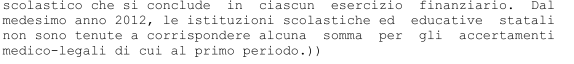 scolastico che si conclude in ciascun esercizio finanziario. Dal
medesimo anno 2012, le istituzioni scolastiche ed educative statali
non sono tenute a corrispondere alcuna somma per gli accertamenti
medico-legali di cui al primo periodo.))